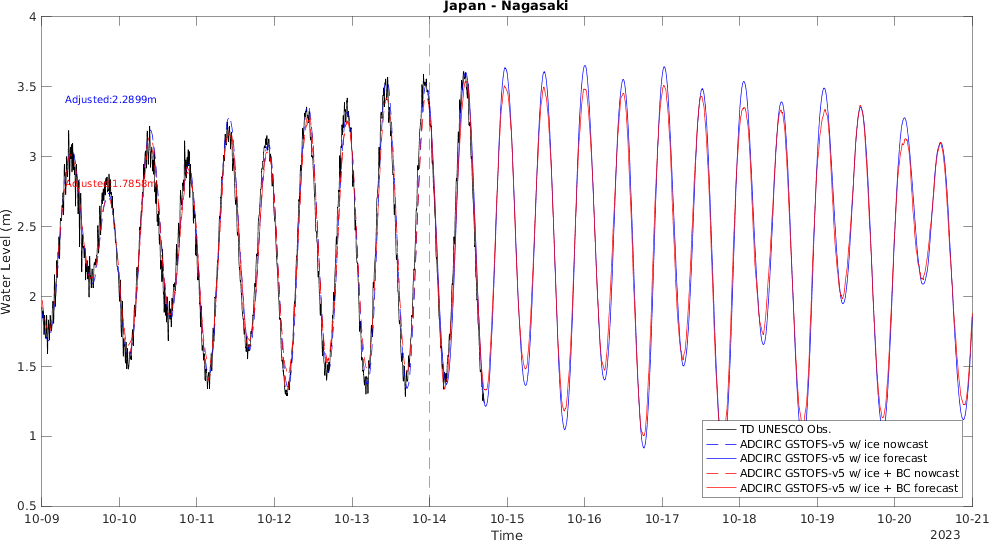 Japan - Nagasaki
4
3.5
3
2.5
2
1.5
1
0.5
Water Level (m)
Adjusted:2.2899m
Adjusted:1.7858m
TD UNESCO Obs.
ADCIRC GSTOFS-v5 w/ ice nowcast
ADCIRC GSTOFS-v5 w/ ice forecast
ADCIRC GSTOFS-v5 w/ ice + BC nowcast
ADCIRC GSTOFS-v5 w/ ice + BC forecast
10-09 10-10 10-11 10-12 10-13 10-14 10-15 10-16 10-17 10-18 10-19 10-20 10-21
Time
2023